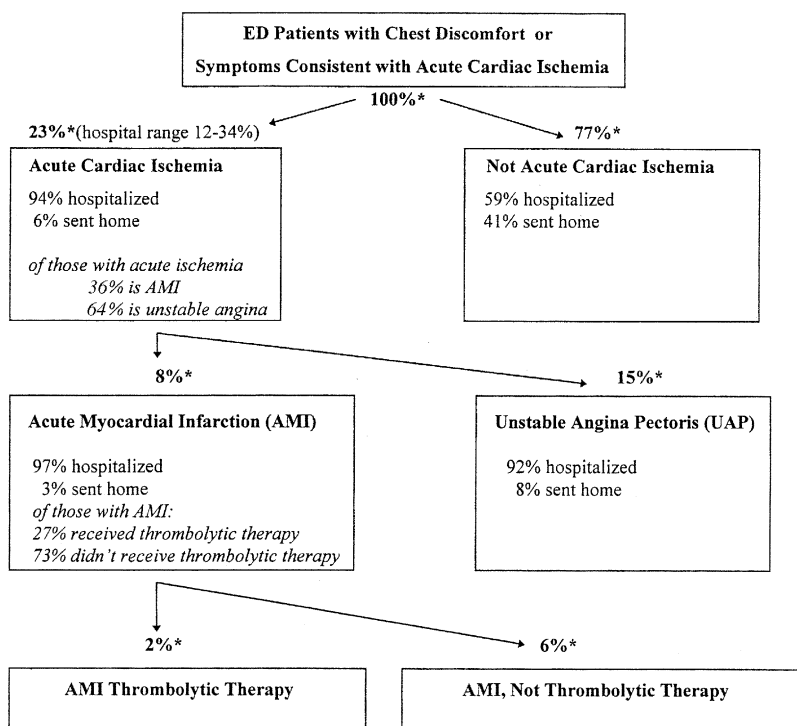 ED Patients with Chest Discomfort or
Symptoms Consistent with Acute Cardiac Ischemia
100%*
23%*(hospital range 12-34%)
77%*
Acute Cardiac Ischemia
94% hospitalized
6% sent home
of those with acute ischemia
36% is AMI
64% is unstable angina
Not Acute Cardiac Ischemia
59% hospitalized
41% sent home
8%*
15%*
Acute Myocardial Infarction (AMI)
97% hospitalized
3% sent home
of those with AMI:
27% received thrombolytic therapy
73% didn't receive thrombolytic therapy
Unstable Angina Pectoris (UAP)
92% hospitalized
8% sent home
2%*
6%*
AMI Thrombolytic Therapy
AMI, Not Thrombolytic Therapy